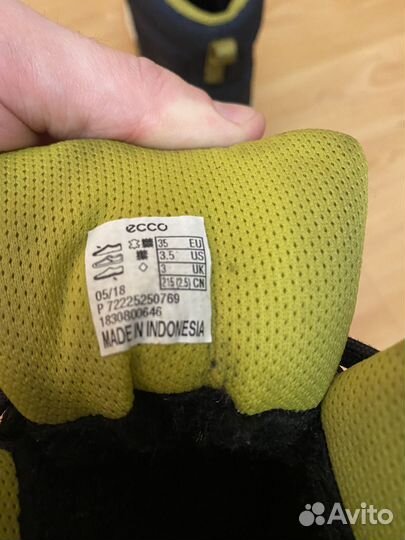 ecco
35 EU
3.5 US
3 UK
215 (2.5) CN
05/18
P 72225250769
1830800646
MADE IN INDONESIA
Avito